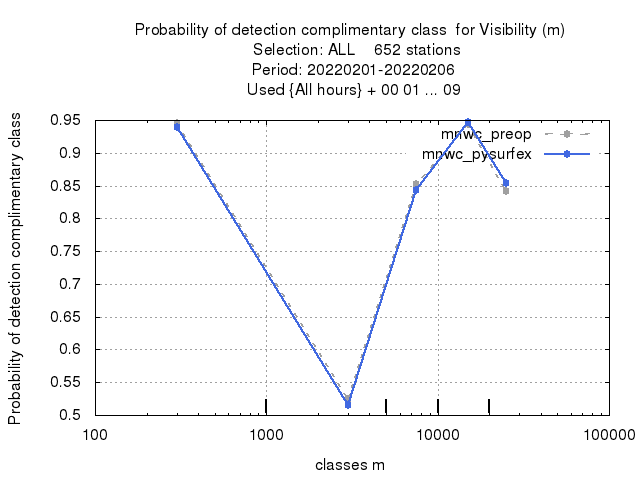 Probability of detection complimentary class for Visibility (m)
Selection: ALL 652 stations
Period: 20220201-20220206
Used {All hours} + 00 01 ... 09
Probability of detection complimentary class
0.95
0.9
0.85
0.8
0.75
0.7
0.65
0.6
0.55
0.5
mnwc_preop
mnwc_pysurfex
100
1000
10000
100000
classes m